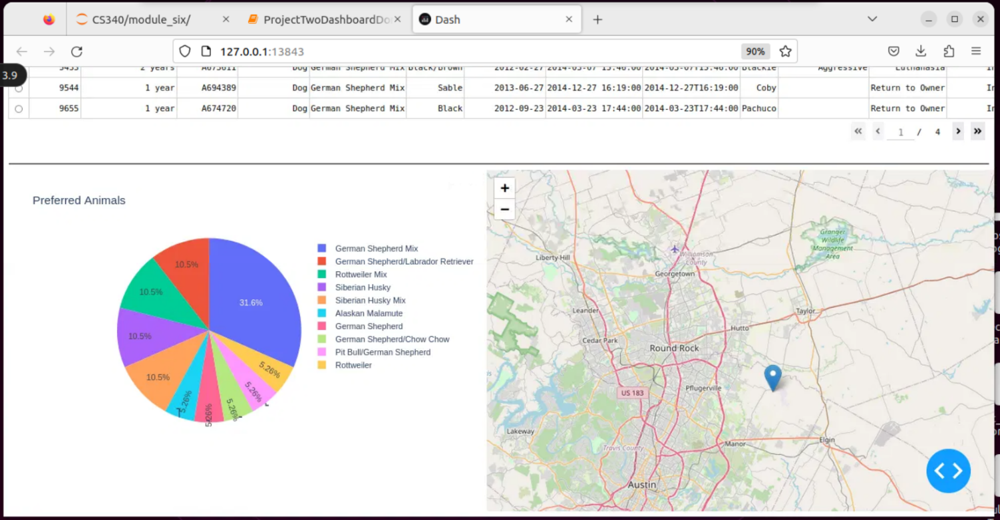 CS340/module_six/
ProjectTwoDashboardDo
Dash
127.0.0.1:13843
90%
3.9
5455 2 years A675611 Dog German Shepherd Mix Black/Brown 2012-02-27 2014-03-07 13:46:00 2014-03-07T13:46:00 Blackie Aggressive Euthanasia In
9544 1 year A694389 Dog German Shepherd Mix Sable 2013-06-27 2014-12-27 16:19:00 2014-12-27T16:19:00 Coby Return to Owner In
9655 1 year A674720 Dog German Shepherd Mix Black 2012-09-23 2014-03-23 17:44:00 2014-03-23T17:44:00 Pachuco Return to Owner In
« ‹ 1 / 4 › »
Preferred Animals
10.5%
10.5%
31.6%
10.5%
10.5%
5.26%
5.26%
5.26%
5.26%
5.26%
German Shepherd Mix
German Shepherd/Labrador Retriever
Rottweiler Mix
Siberian Husky
Siberian Husky Mix
Alaskan Malamute
German Shepherd
German Shepherd/Chow Chow
Pit Bull/German Shepherd
Rottweiler
+
−
Granger
Wildlife
Management
Area
Liberty Hill
Williamson
County
Georgetown
Leander
Taylor
Hutto
Cedar Park
Round Rock
US 183
Pflugerville
Lakeway
Manor
Elgin
Travis County
Austin